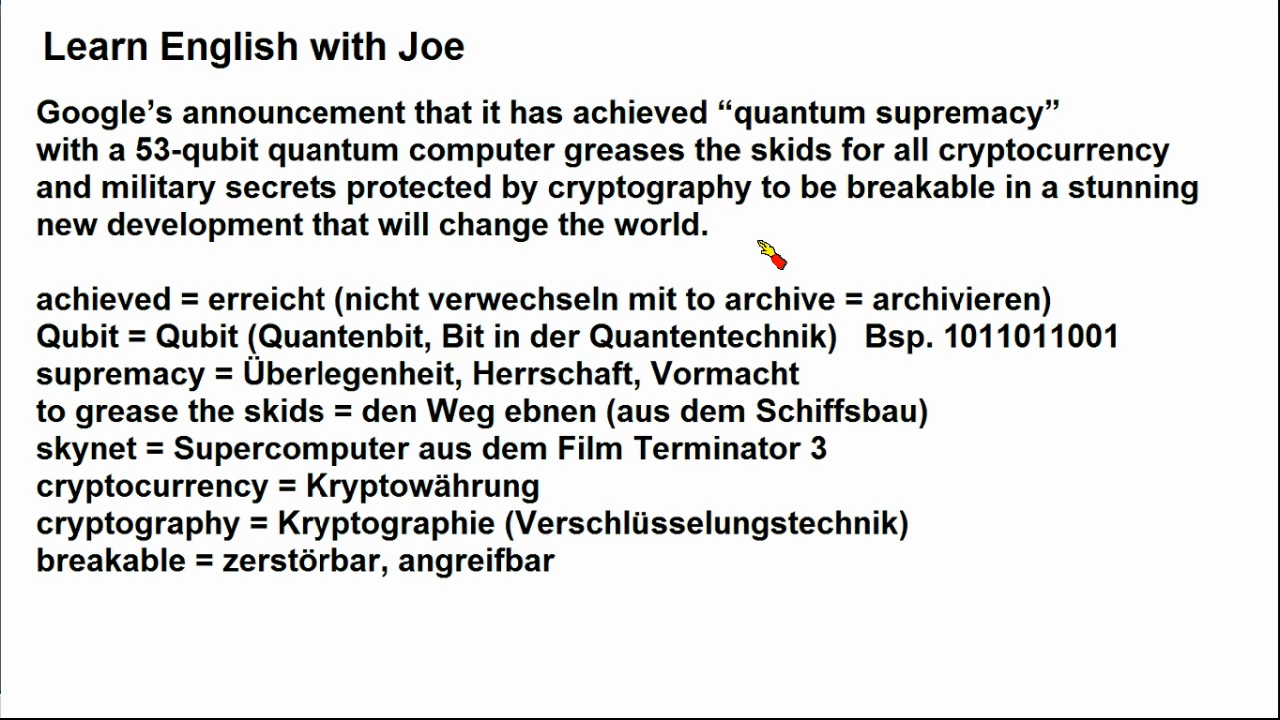 Learn English with Joe
Google’s announcement that it has achieved “quantum supremacy”
with a 53-qubit quantum computer greases the skids for all cryptocurrency
and military secrets protected by cryptography to be breakable in a stunning
new development that will change the world.
achieved = erreicht (nicht verwechseln mit to archive = archivieren)
Qubit = Qubit (Quantenbit, Bit in der Quantentechnik) Bsp. 1011011001
supremacy = Überlegenheit, Herrschaft, Vormacht
to grease the skids = den Weg ebnen (aus dem Schiffsbau)
skynet = Supercomputer aus dem Film Terminator 3
cryptocurrency = Kryptowährung
cryptography = Kryptographie (Verschlüsselungstechnik)
breakable = zerstörbar, angreifbar